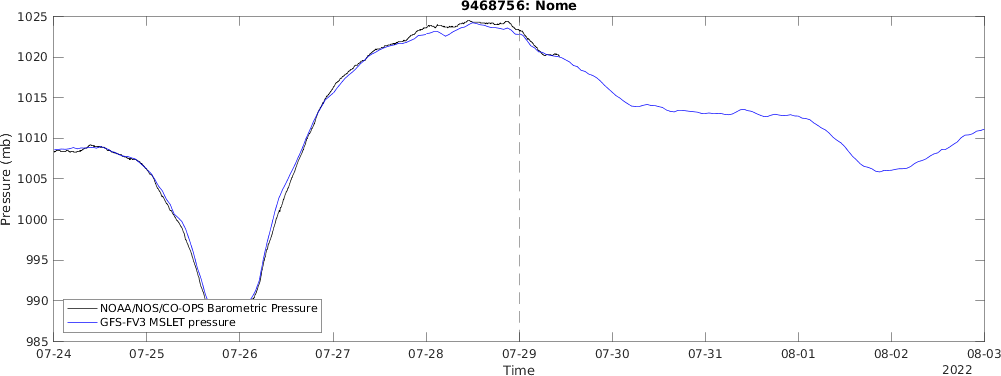 9468756: Nome
1025
1020
1015
1010
1005
1000
995
990
985
Pressure (mb)
NOAA/NOS/CO-OPS Barometric Pressure
GFS-FV3 MSLET pressure
07-24 07-25 07-26 07-27 07-28 07-29 07-30 07-31 08-01 08-02 08-03
Time
2022